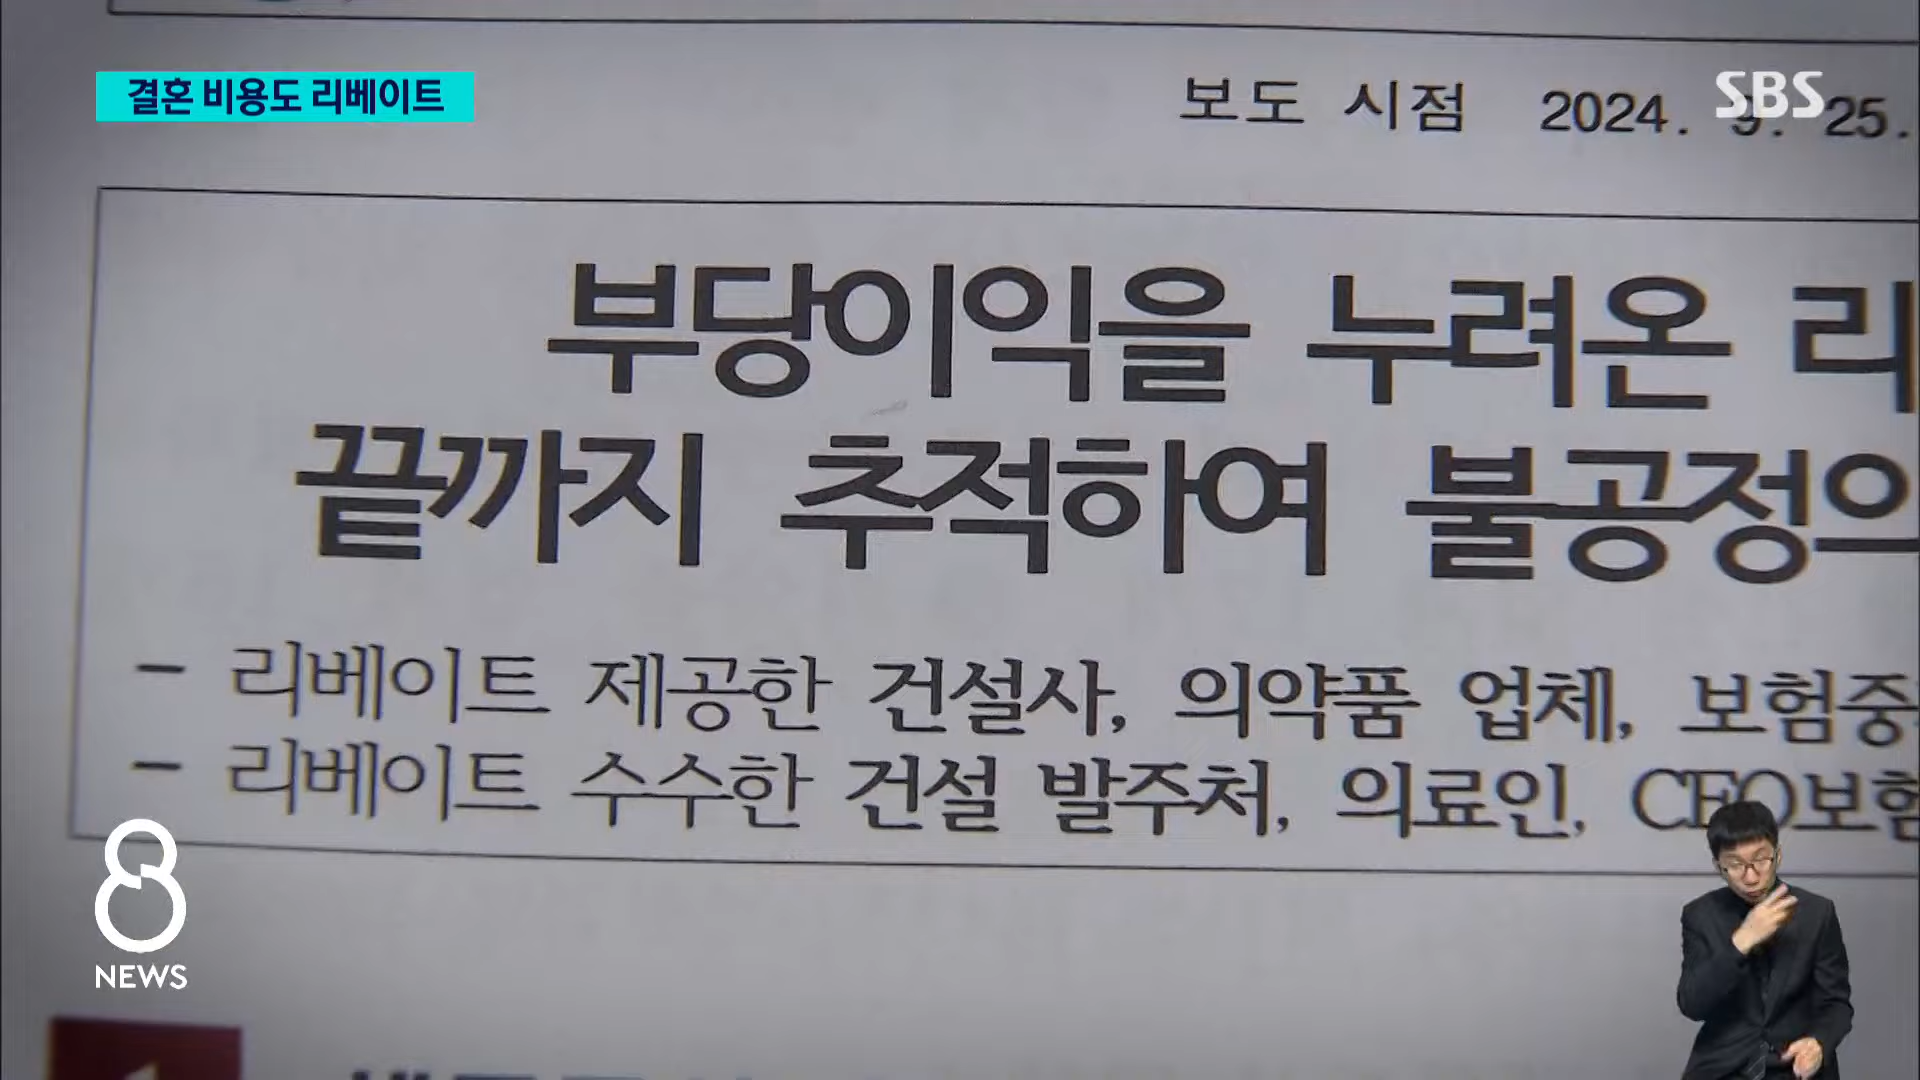 결혼 비용도 리베이트
SBS
보도 시점 2024. 9. 25.
부당이익을 누려온 리
끝까지 추적하여 불공정의
- 리베이트 제공한 건설사, 의약품 업체, 보험중
- 리베이트 수수한 건설 발주처, 의료인, CEO보험
8
NEWS
1